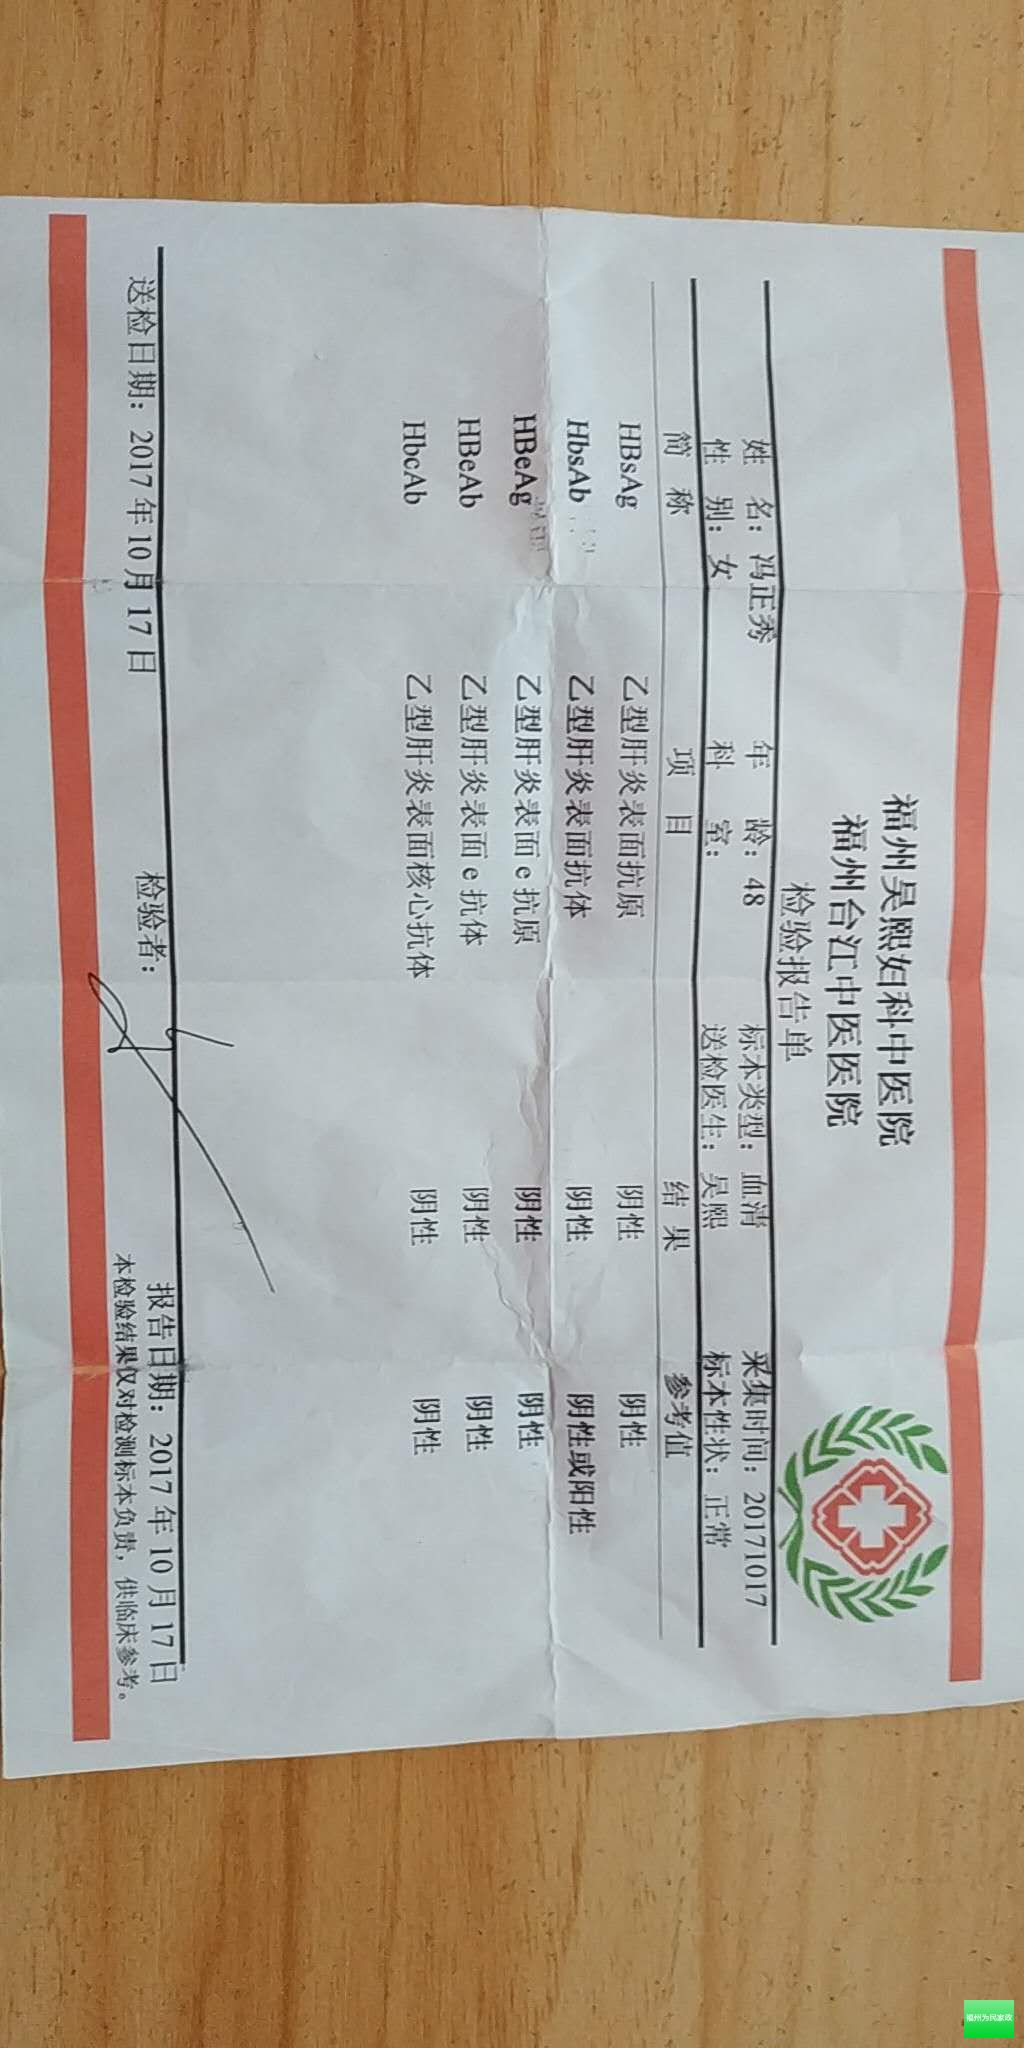 福州吴熙妇科中医院
福州台江中医医院
检验报告单
姓 名：冯正秀 年 龄：48 标本类型：血清 采集时间：20171017
性 别：女 科 室： 送检医生：吴熙 标本性状：正常
简 称 项 目 结 果 参考值
HBsAg 乙型肝炎表面抗原 阴性 阴性
HbsAb 乙型肝炎表面抗体 阴性 阴性或阳性
HBeAg 乙型肝炎表面e抗原 阴性 阴性
HBeAb 乙型肝炎表面e抗体 阴性 阴性
HbcAb 乙型肝炎表面核心抗体 阴性 阴性
送检日期：2017年10月17日 检验者： 报告日期：2017年10月17日
本检验结果仅对检测标本负责，供临床参考。
福州为民家政